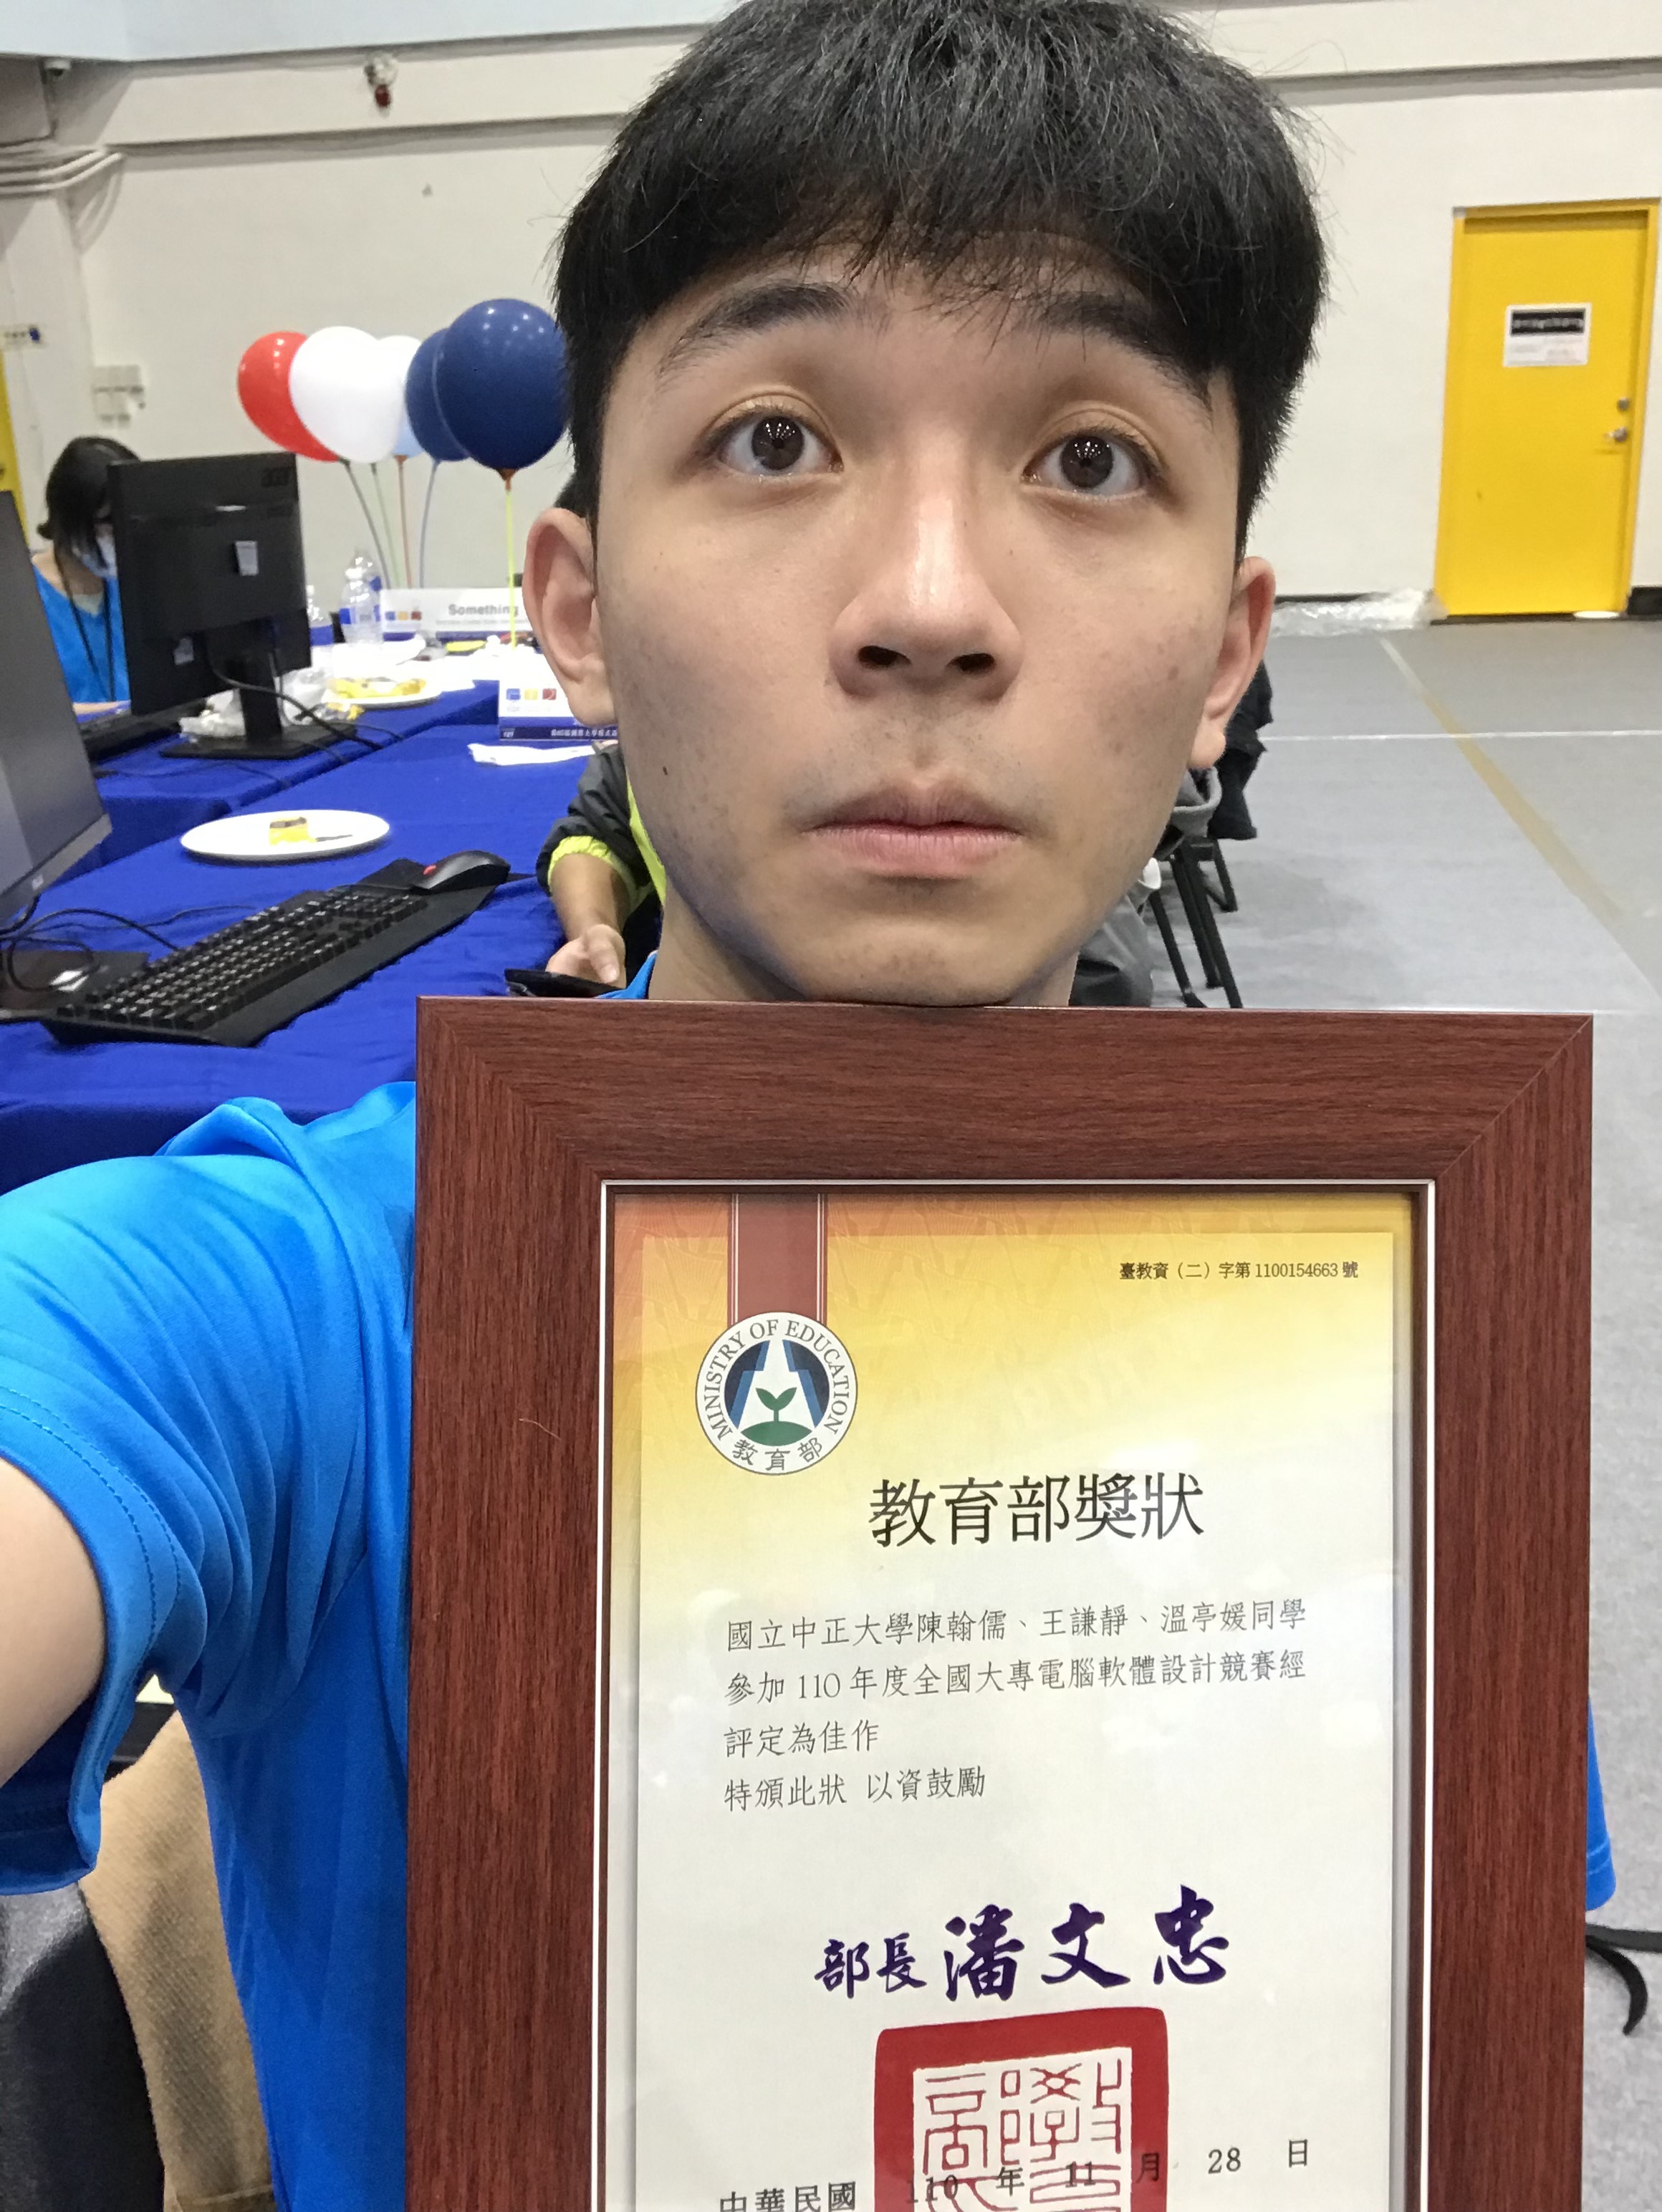 Something
臺教資（二）字第1100154663號
MINISTRY OF EDUCATION
教育部
教育部獎狀
國立中正大學陳翰儒、王謙靜、溫亭媛同學
參加110年度全國大專電腦軟體設計競賽經
評定為佳作
特頒此狀 以資鼓勵
部長 潘文忠
中華民國 110 年 11 月 28 日